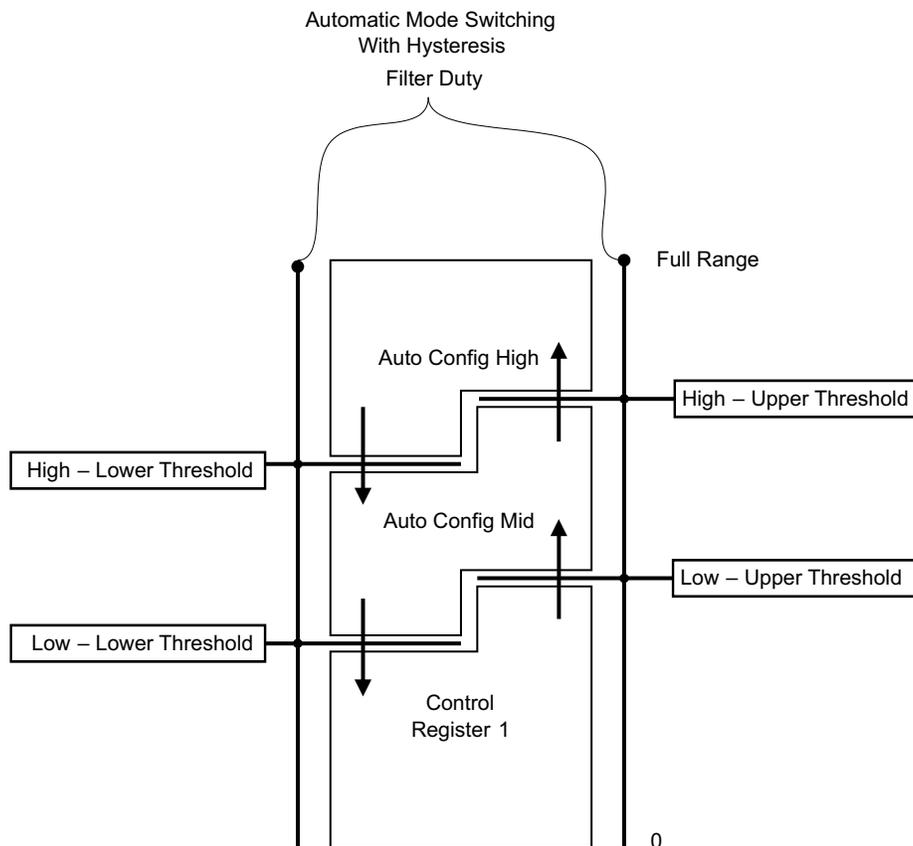 Automatic Mode Switching
With Hysteresis
Filter Duty
Full Range
Auto Config High
High – Upper Threshold
High – Lower Threshold
Auto Config Mid
Low – Upper Threshold
Low – Lower Threshold
Control
Register 1
0